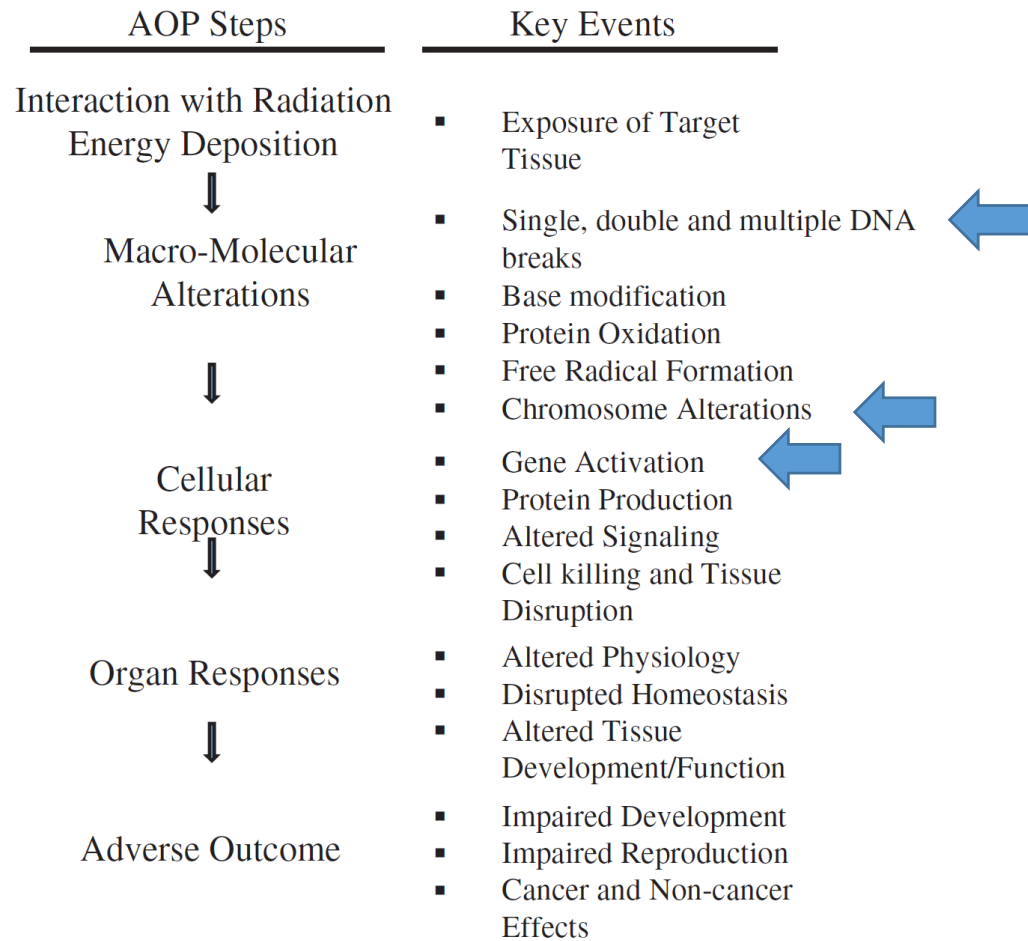 AOP Steps
Key Events
Interaction with Radiation
Energy Deposition
▪ Exposure of Target
Tissue
Macro-Molecular
Alterations
▪ Single, double and multiple DNA
breaks
▪ Base modification
▪ Protein Oxidation
▪ Free Radical Formation
▪ Chromosome Alterations
Cellular
Responses
▪ Gene Activation
▪ Protein Production
▪ Altered Signaling
▪ Cell killing and Tissue
Disruption
Organ Responses
▪ Altered Physiology
▪ Disrupted Homeostasis
▪ Altered Tissue
Development/Function
Adverse Outcome
▪ Impaired Development
▪ Impaired Reproduction
▪ Cancer and Non-cancer
Effects